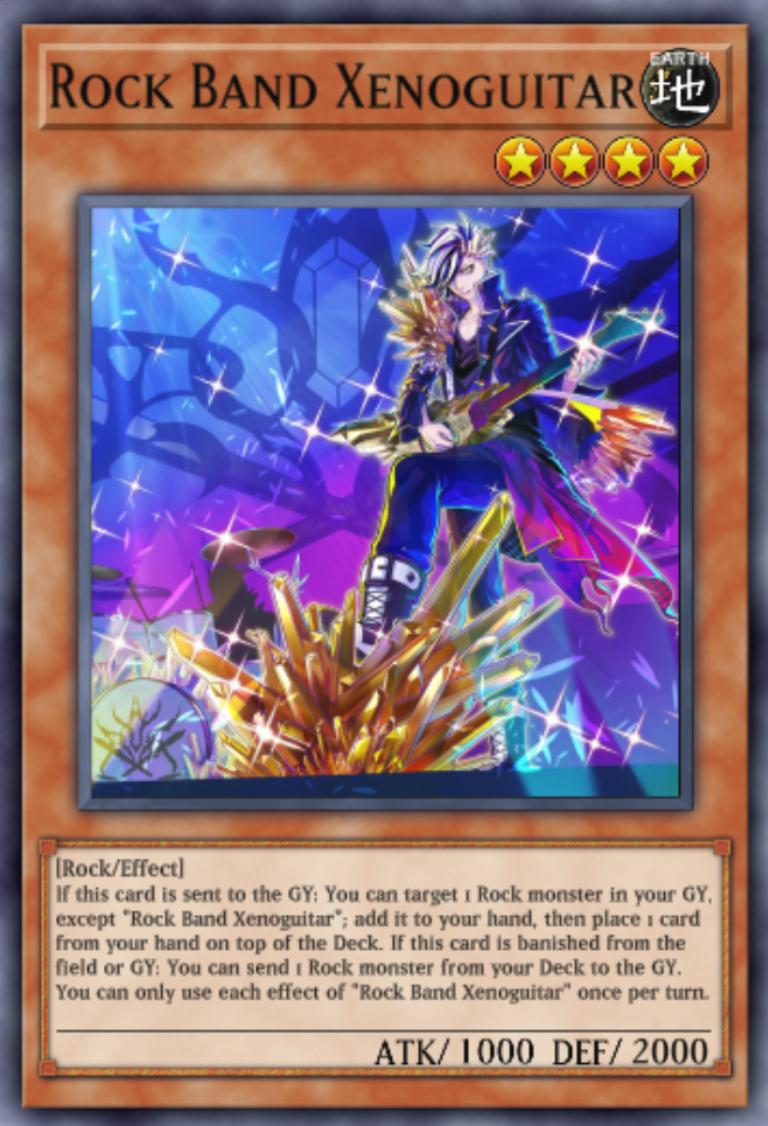 Rock Band Xenoguitar
EARTH
地
[Rock/Effect]
If this card is sent to the GY: You can target 1 Rock monster in your GY,
except "Rock Band Xenoguitar"; add it to your hand, then place 1 card
from your hand on top of the Deck. If this card is banished from the
field or GY: You can send 1 Rock monster from your Deck to the GY.
You can only use each effect of "Rock Band Xenoguitar" once per turn.
ATK/ 1000 DEF/ 2000